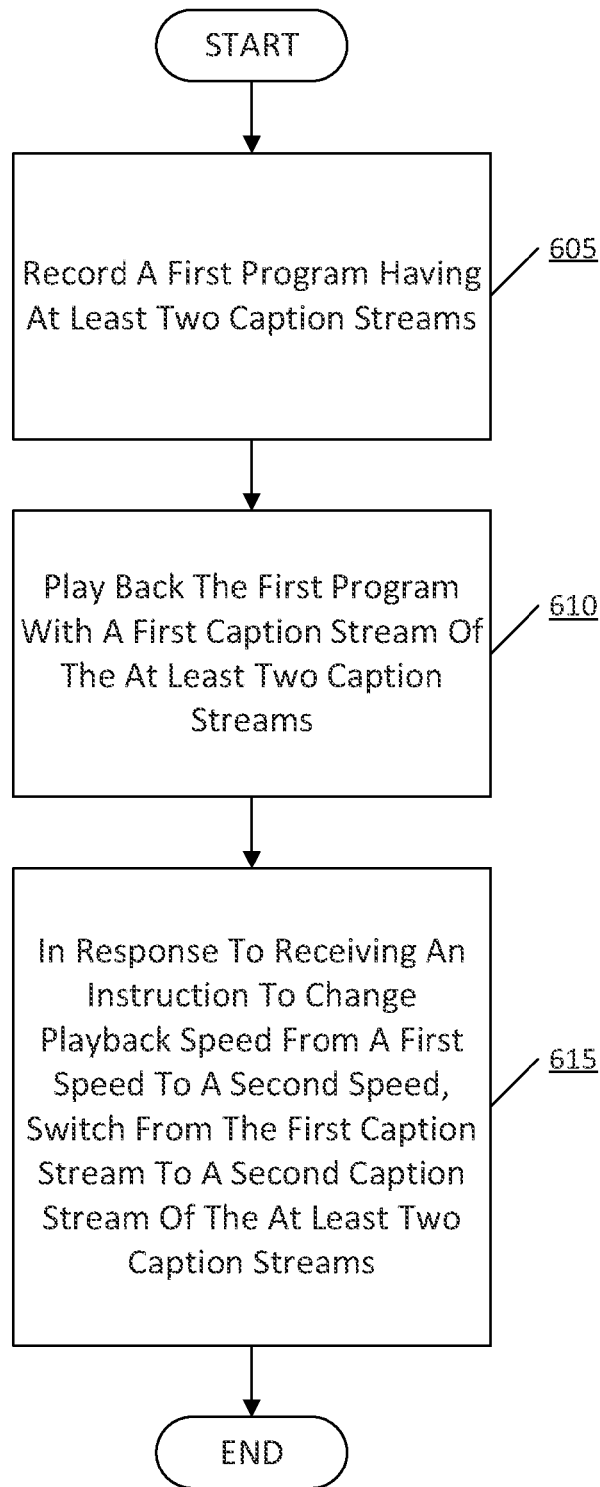 START
Record A First Program Having
At Least Two Caption Streams
605
Play Back The First Program
With A First Caption Stream Of
The At Least Two Caption
Streams
610
In Response To Receiving An
Instruction To Change
Playback Speed From A First
Speed To A Second Speed,
Switch From The First Caption
Stream To A Second Caption
Stream Of The At Least Two
Caption Streams
615
END